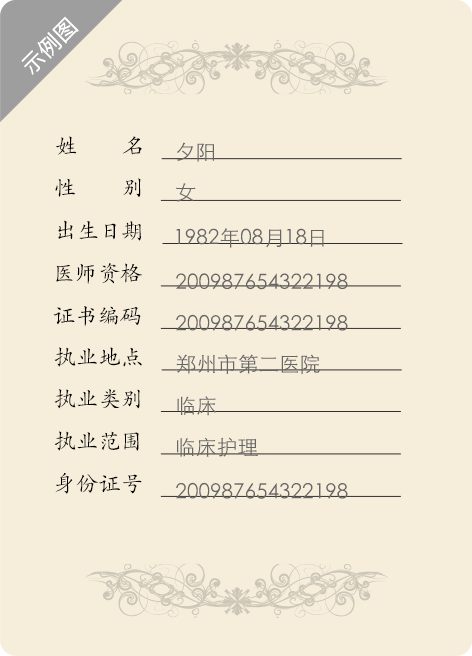 示例图
姓 名 夕阳
性 别 女
出生日期 1982年08月18日
医师资格 200987654322198
证书编码 200987654322198
执业地点 郑州市第二医院
执业类别 临床
执业范围 临床护理
身份证号 200987654322198